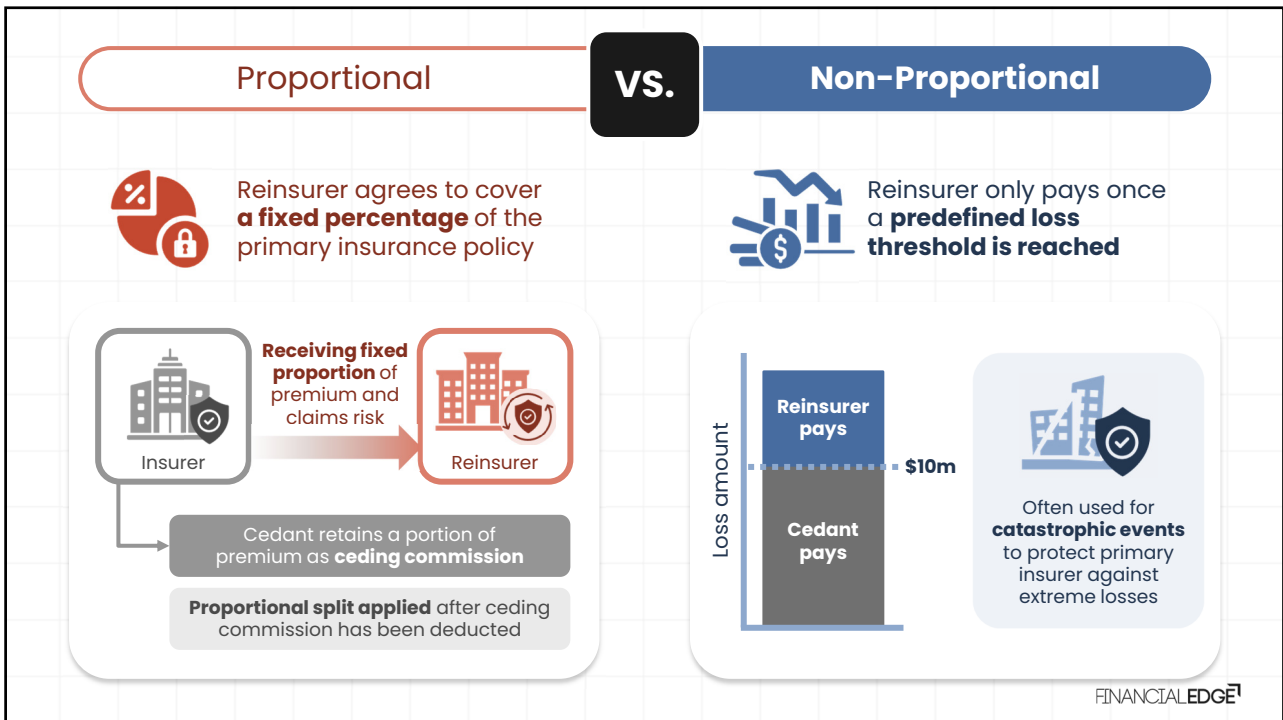 Proportional
VS.
Non-Proportional
%
Reinsurer agrees to cover
a fixed percentage of the
primary insurance policy
$
Reinsurer only pays once
a predefined loss
threshold is reached
Insurer
Receiving fixed
proportion of
premium and
claims risk
Reinsurer
Cedant retains a portion of
premium as ceding commission
Proportional split applied after ceding
commission has been deducted
Loss amount
Reinsurer
pays
$10m
Cedant
pays
Often used for
catastrophic events
to protect primary
insurer against
extreme losses
FINANCIALEDGE